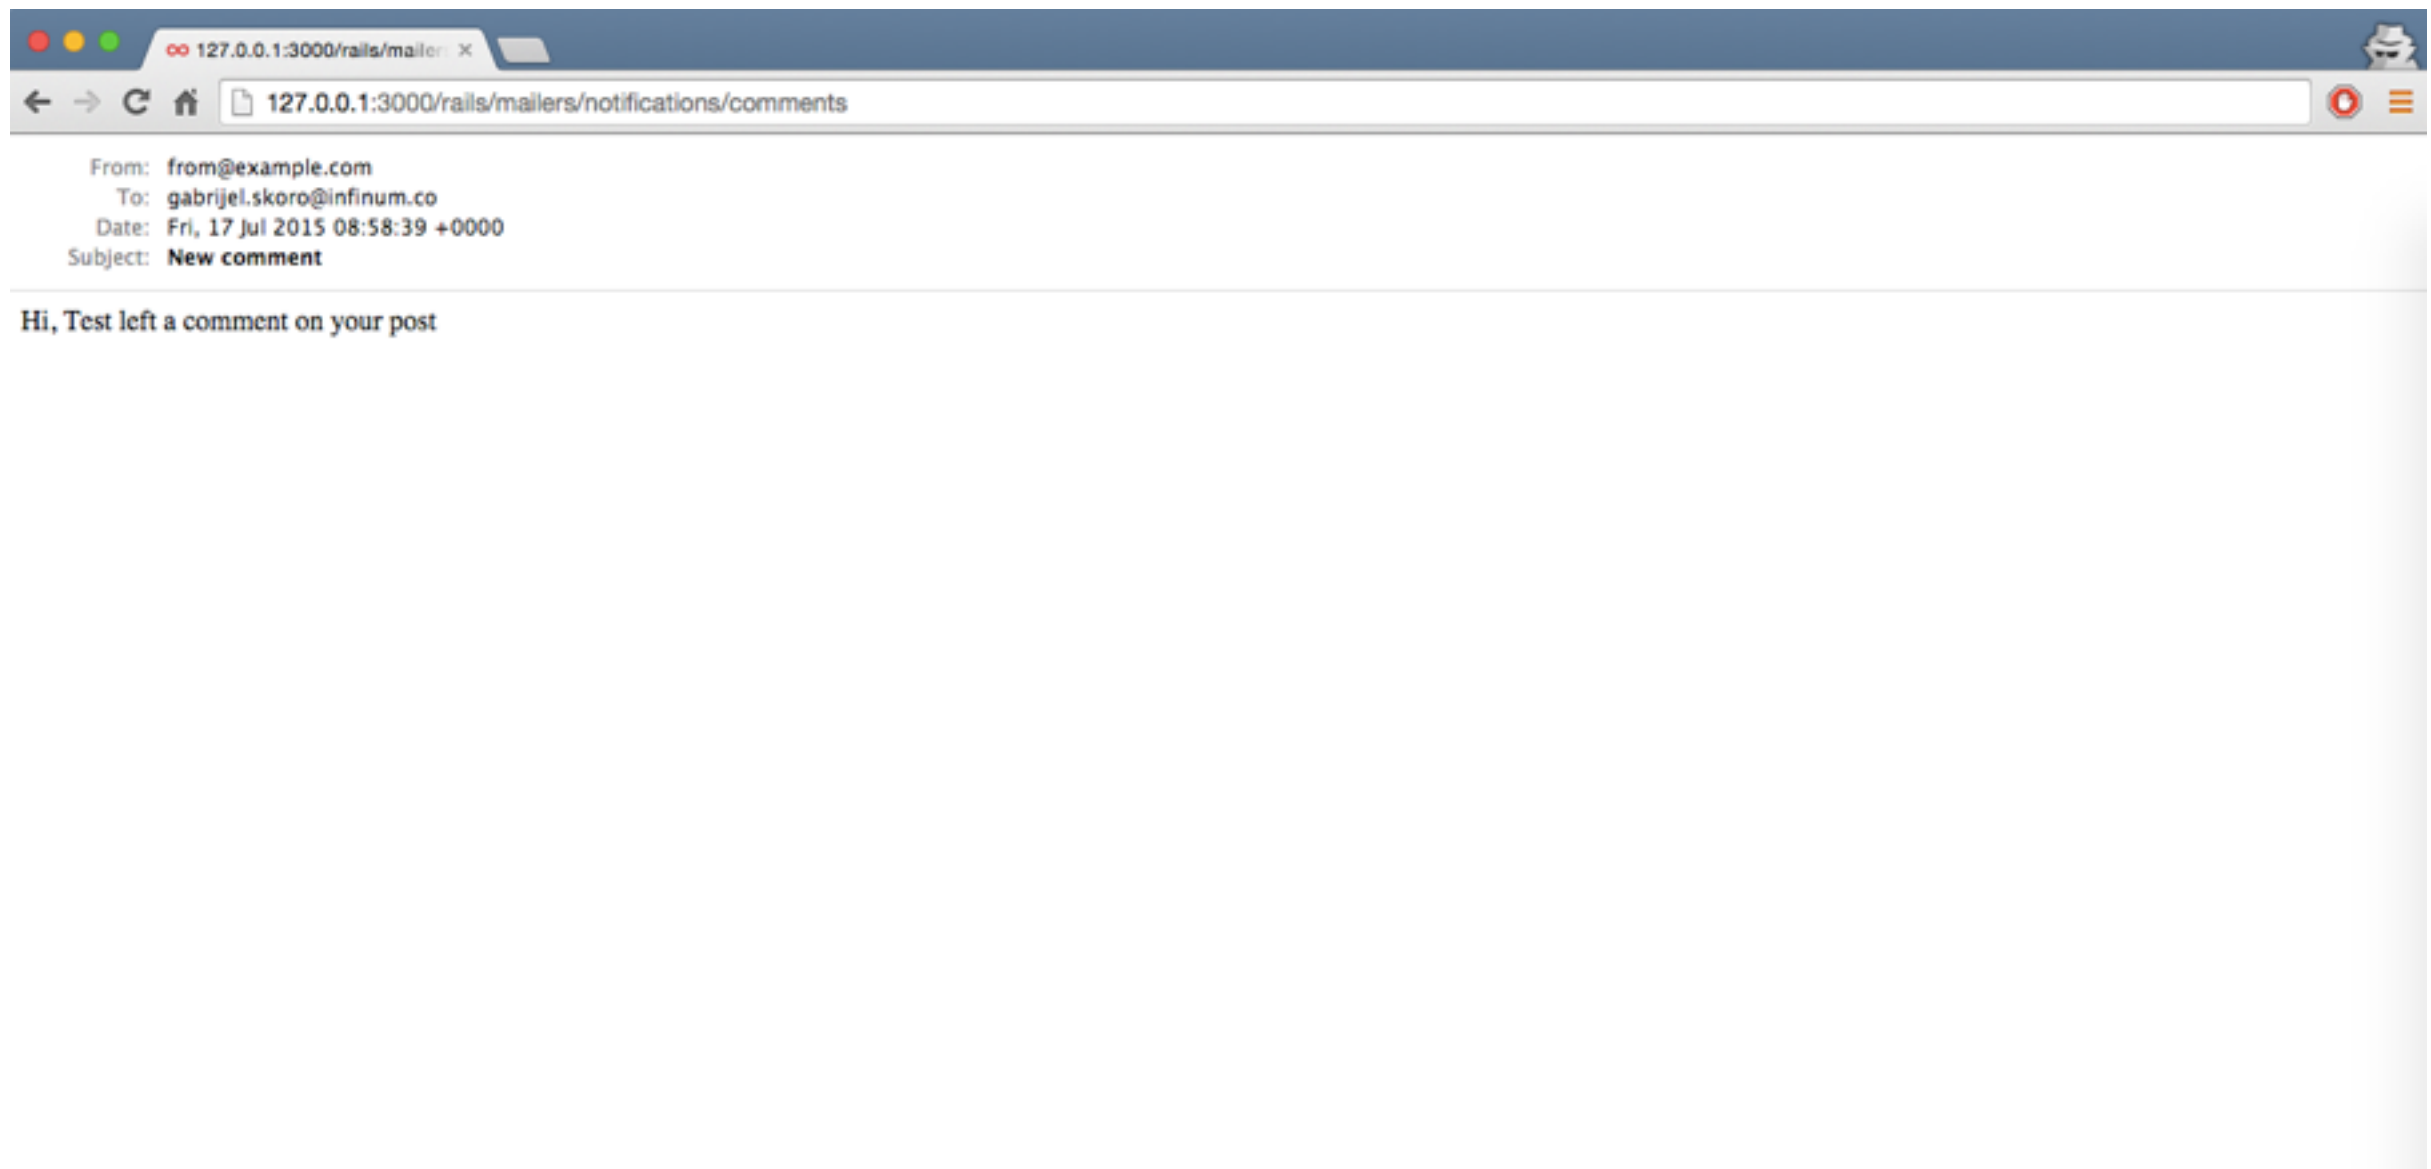 127.0.0.1:3000/rails/mailer
127.0.0.1:3000/rails/mailers/notifications/comments
From: from@example.com
To: gabrijel.skoro@infinum.co
Date: Fri, 17 Jul 2015 08:58:39 +0000
Subject: New comment
Hi, Test left a comment on your post